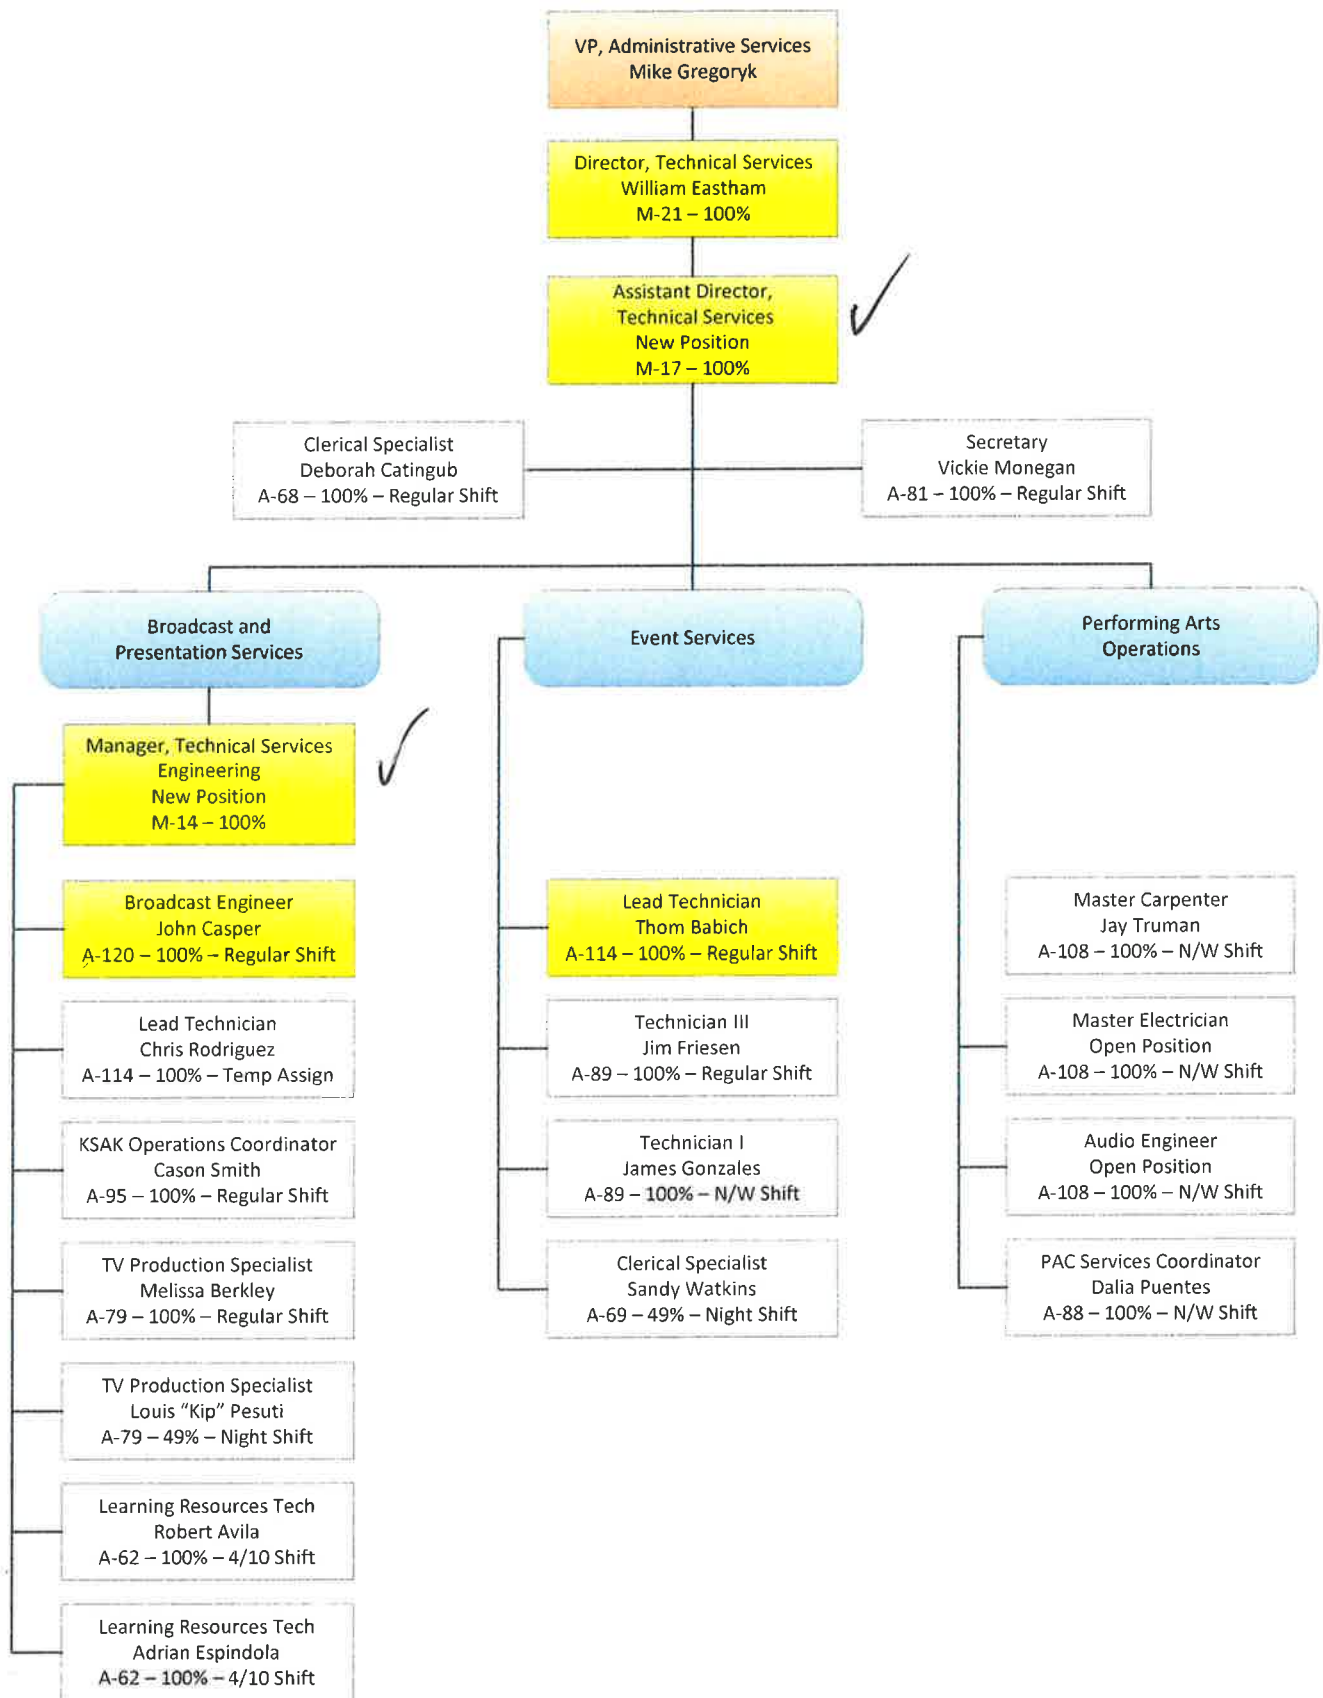 VP, Administrative Services
Mike Gregoryk
Director, Technical Services
William Eastham
M-21 – 100%
Assistant Director,
Technical Services
New Position
M-17 – 100%
Clerical Specialist
Deborah Catingub
A-68 – 100% – Regular Shift
Secretary
Vickie Monegan
A-81 – 100% – Regular Shift
Broadcast and
Presentation Services
Manager, Technical Services
Engineering
New Position
M-14 – 100%
Broadcast Engineer
John Casper
A-120 – 100% – Regular Shift
Lead Technician
Chris Rodriguez
A-114 – 100% – Temp Assign
KSAK Operations Coordinator
Cason Smith
A-95 – 100% – Regular Shift
TV Production Specialist
Melissa Berkley
A-79 – 100% – Regular Shift
TV Production Specialist
Louis “Kip” Pesuti
A-79 – 49% – Night Shift
Learning Resources Tech
Robert Avila
A-62 – 100% – 4/10 Shift
Learning Resources Tech
Adrian Espindola
A-62 – 100% – 4/10 Shift
Event Services
Lead Technician
Thom Babich
A-114 – 100% – Regular Shift
Technician III
Jim Friesen
A-89 – 100% – Regular Shift
Technician I
James Gonzales
A-89 – 100% – N/W Shift
Clerical Specialist
Sandy Watkins
A-69 – 49% – Night Shift
Performing Arts
Operations
Master Carpenter
Jay Truman
A-108 – 100% – N/W Shift
Master Electrician
Open Position
A-108 – 100% – N/W Shift
Audio Engineer
Open Position
A-108 – 100% – N/W Shift
PAC Services Coordinator
Dalia Puentes
A-88 – 100% – N/W Shift